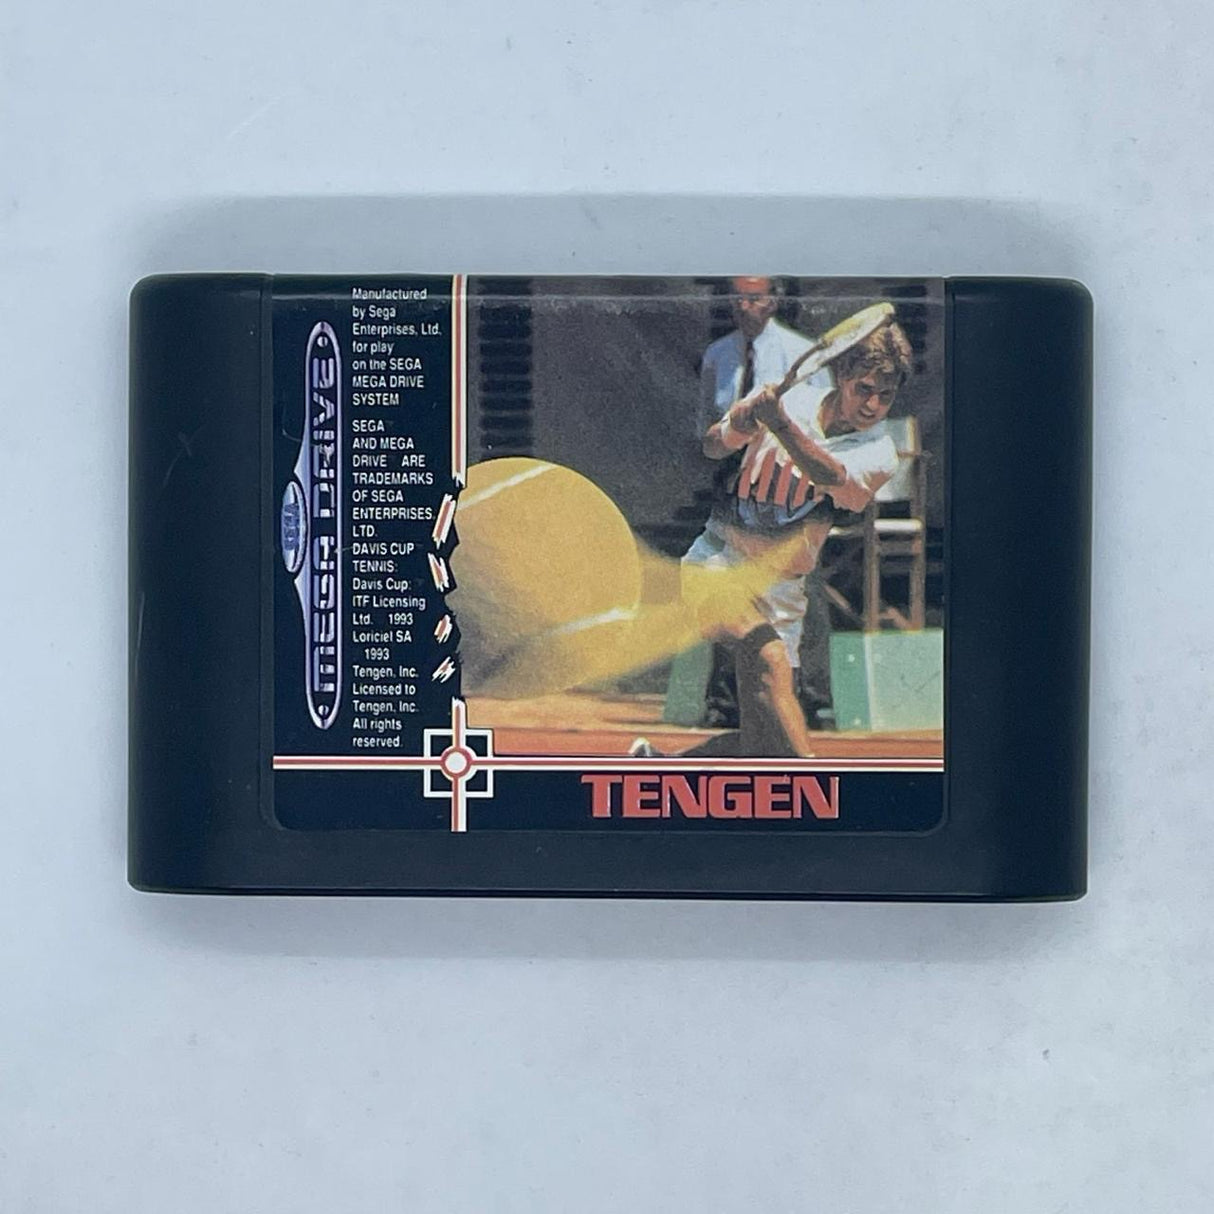 MEGA DRIVE
SEGA
Manufactured
by Sega
Enterprises, Ltd.
for play
on the SEGA
MEGA DRIVE
SYSTEM
SEGA
AND MEGA
DRIVE ARE
TRADEMARKS
OF SEGA
ENTERPRISES,
LTD.
DAVIS CUP
TENNIS:
Davis Cup:
ITF Licensing
Ltd. 1993
Loriciel SA
1993
Tengen, Inc.
Licensed to
Tengen, Inc.
All rights
reserved.
TENGEN